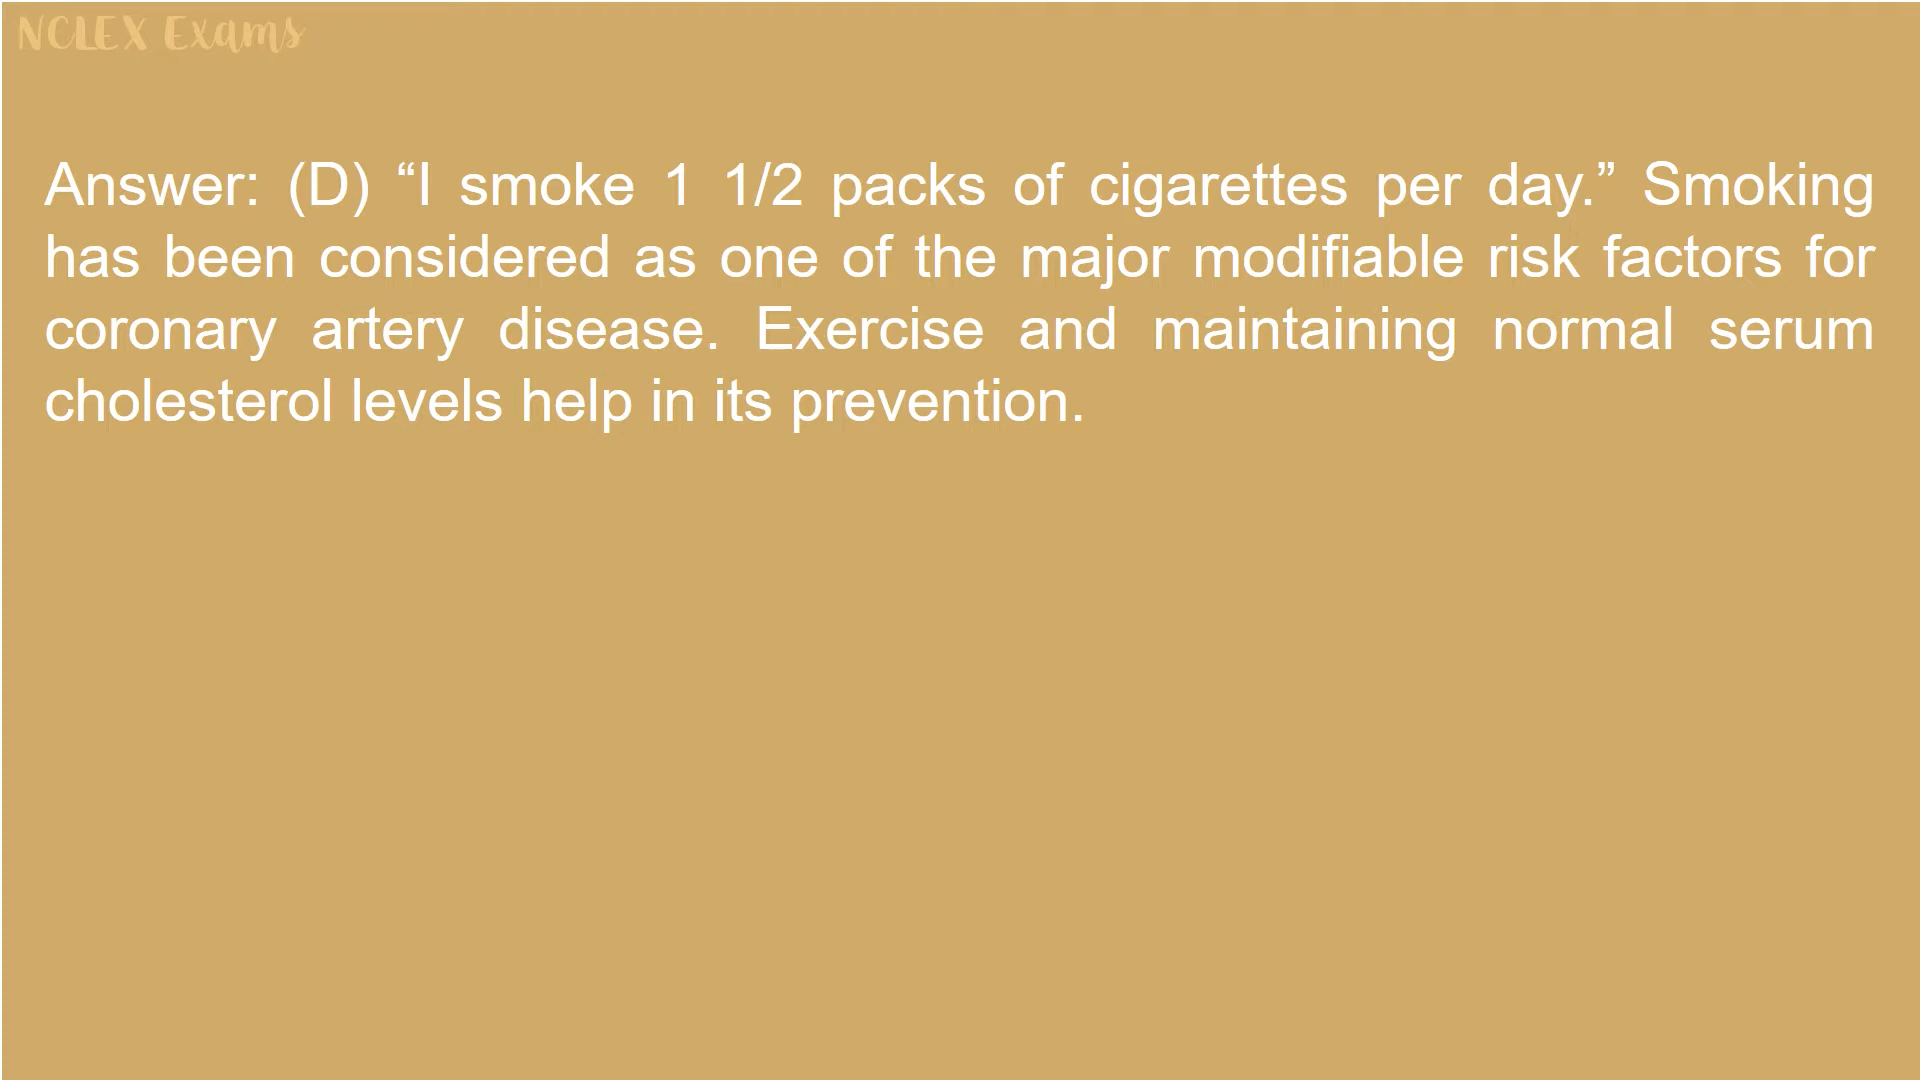 NCLEX Exams
Answer: (D) “I smoke 1 1/2 packs of cigarettes per day.” Smoking
has been considered as one of the major modifiable risk factors for
coronary artery disease. Exercise and maintaining normal serum
cholesterol levels help in its prevention.